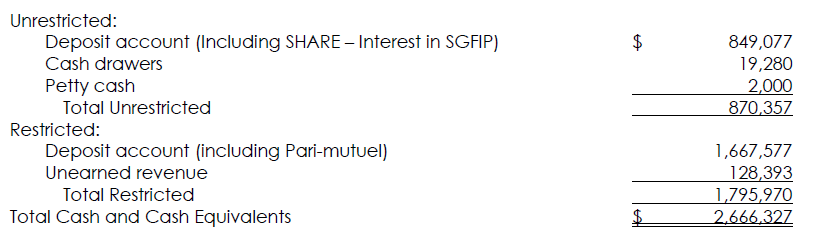 Unrestricted:
Deposit account (Including SHARE – Interest in SGFIP) $ 849,077
Cash drawers 19,280
Petty cash 2,000
Total Unrestricted 870,357
Restricted:
Deposit account (including Pari-mutuel) 1,667,577
Unearned revenue 128,393
Total Restricted 1,795,970
Total Cash and Cash Equivalents $ 2,666,327